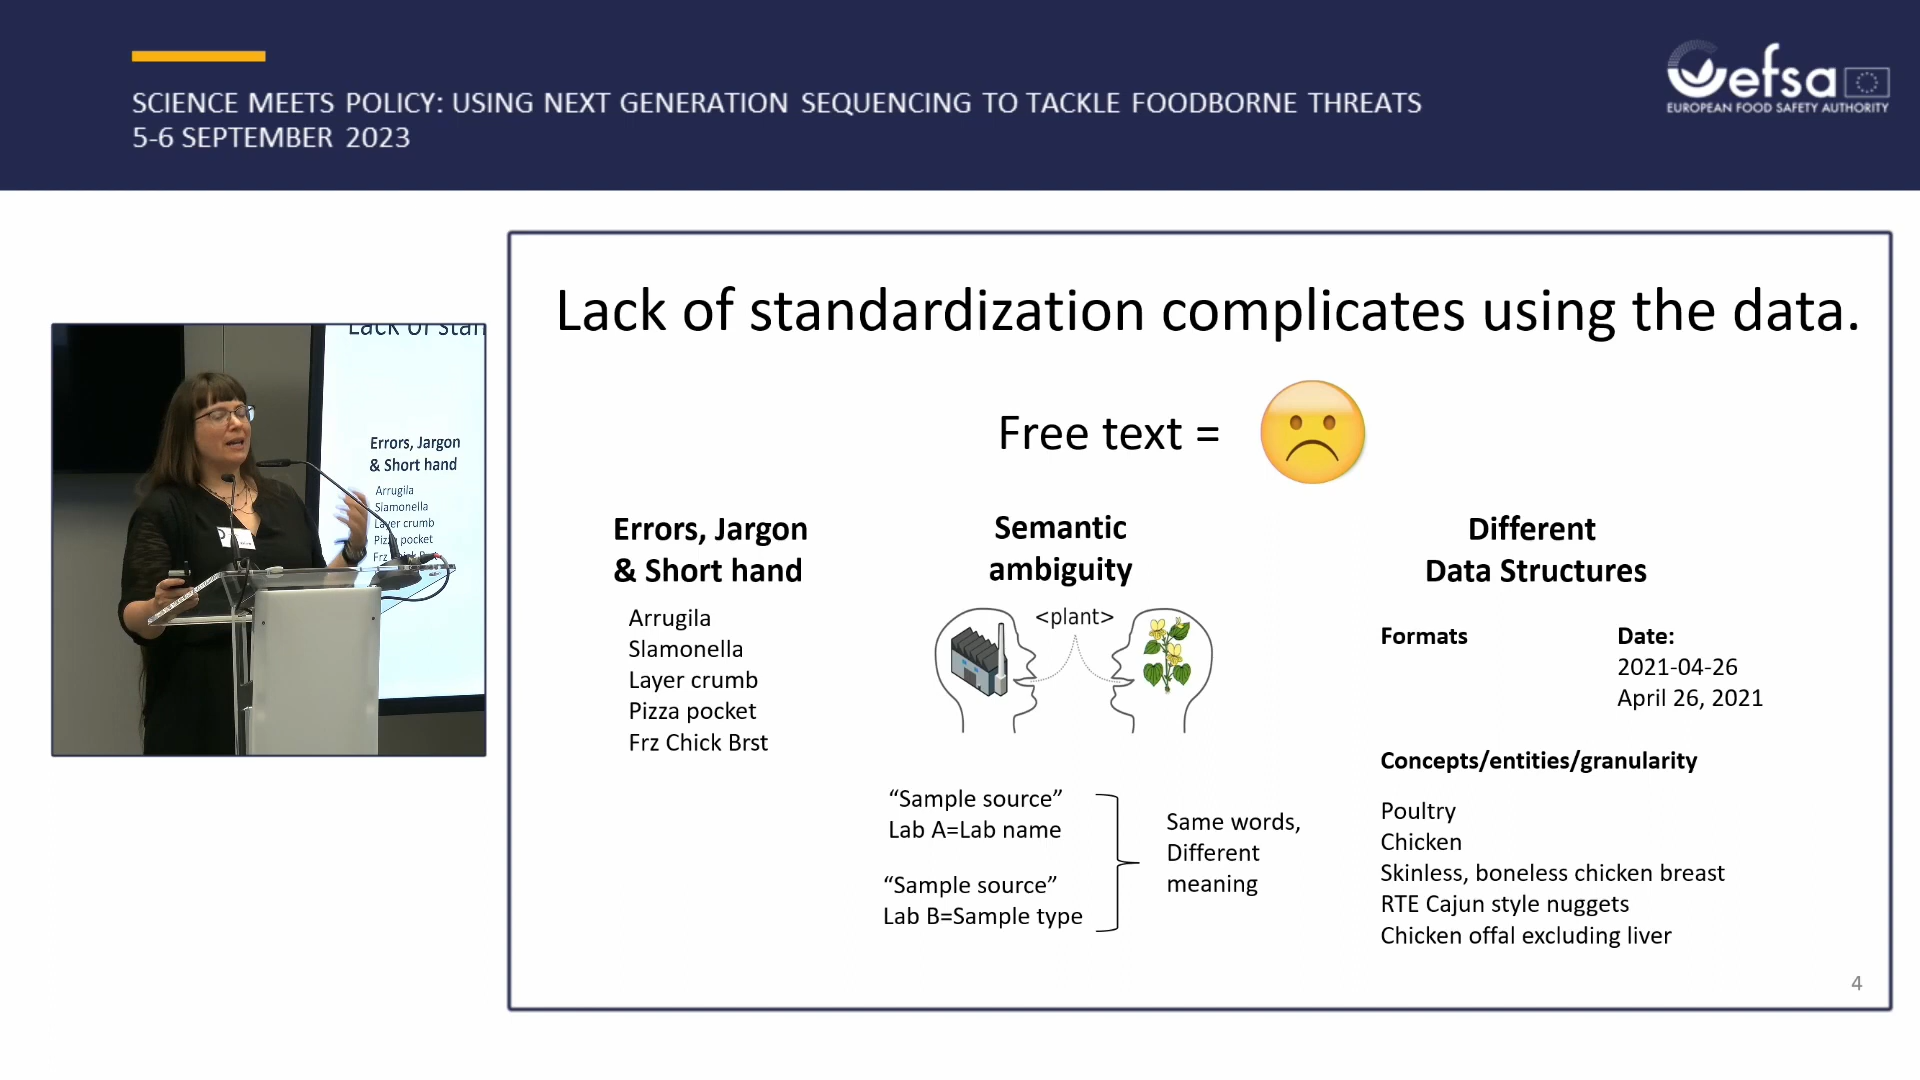 SCIENCE MEETS POLICY: USING NEXT GENERATION SEQUENCING TO TACKLE FOODBORNE THREATS
5-6 SEPTEMBER 2023
efsa
EUROPEAN FOOD SAFETY AUTHORITY
Errors, Jargon
& Short hand
Arrugila
Slamonella
Layer crumb
Pizza pocket
Lack of standardization complicates using the data.
Free text =
Errors, Jargon
& Short hand
Arrugila
Slamonella
Layer crumb
Pizza pocket
Frz Chick Brst
Semantic
ambiguity
<plant>
“Sample source”
Lab A=Lab name
“Sample source”
Lab B=Sample type
Same words,
Different
meaning
Different
Data Structures
Formats
Date:
2021-04-26
April 26, 2021
Concepts/entities/granularity
Poultry
Chicken
Skinless, boneless chicken breast
RTE Cajun style nuggets
Chicken offal excluding liver
4